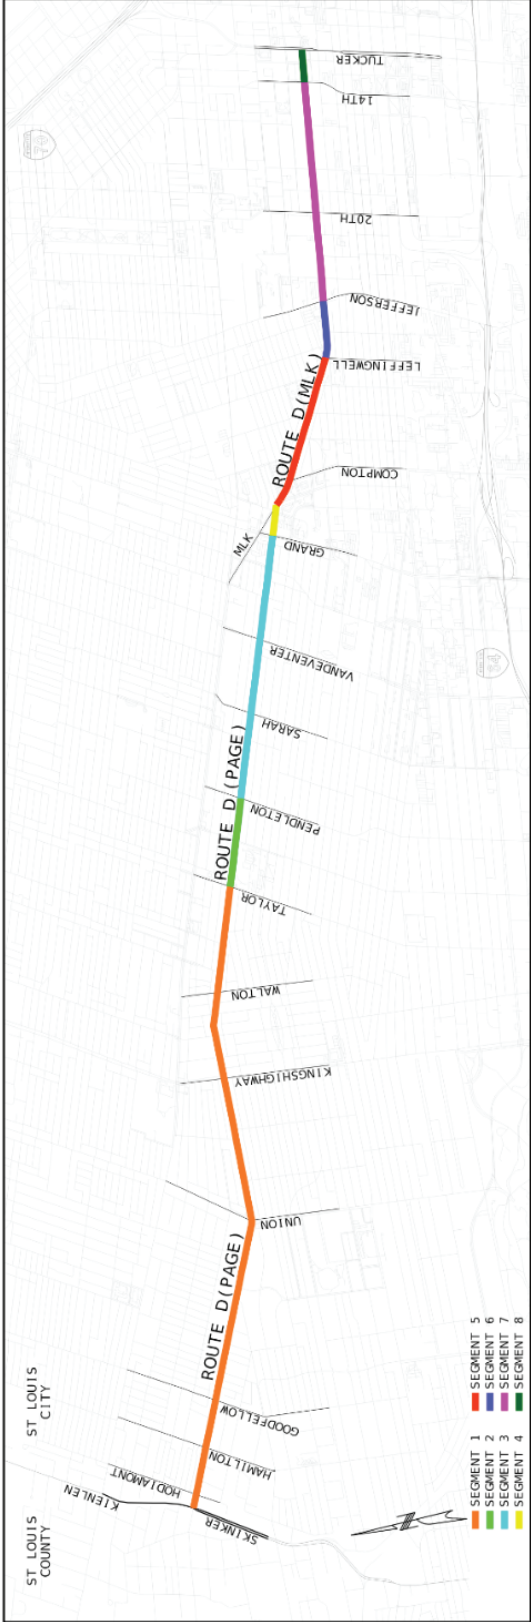 ST LOUIS
COUNTY
ST LOUIS
CITY
KIENLEN
SKINKER
HODIAMONT
HAMILTON
GOODFELLOW
ROUTE D(PAGE)
UNION
KINGSHIGHWAY
WALTON
TAYLOR
ROUTE D (PAGE)
PENDLETON
SARAH
VANDEVENTER
MLK
GRAND
COMPTON
ROUTE D(MLK)
LEFFINGWELL
JEFFERSON
20TH
14TH
TUCKER
SEGMENT 1
SEGMENT 2
SEGMENT 3
SEGMENT 4
SEGMENT 5
SEGMENT 6
SEGMENT 7
SEGMENT 8